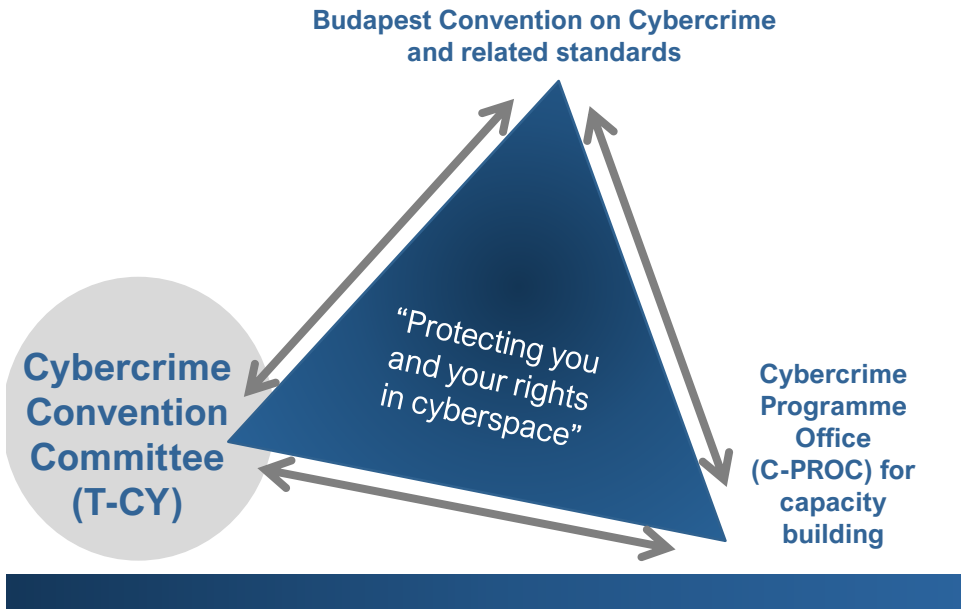 Budapest Convention on Cybercrime
and related standards
“Protecting you
and your rights
in cyberspace”
Cybercrime
Convention
Committee
(T-CY)
Cybercrime
Programme
Office
(C-PROC) for
capacity
building